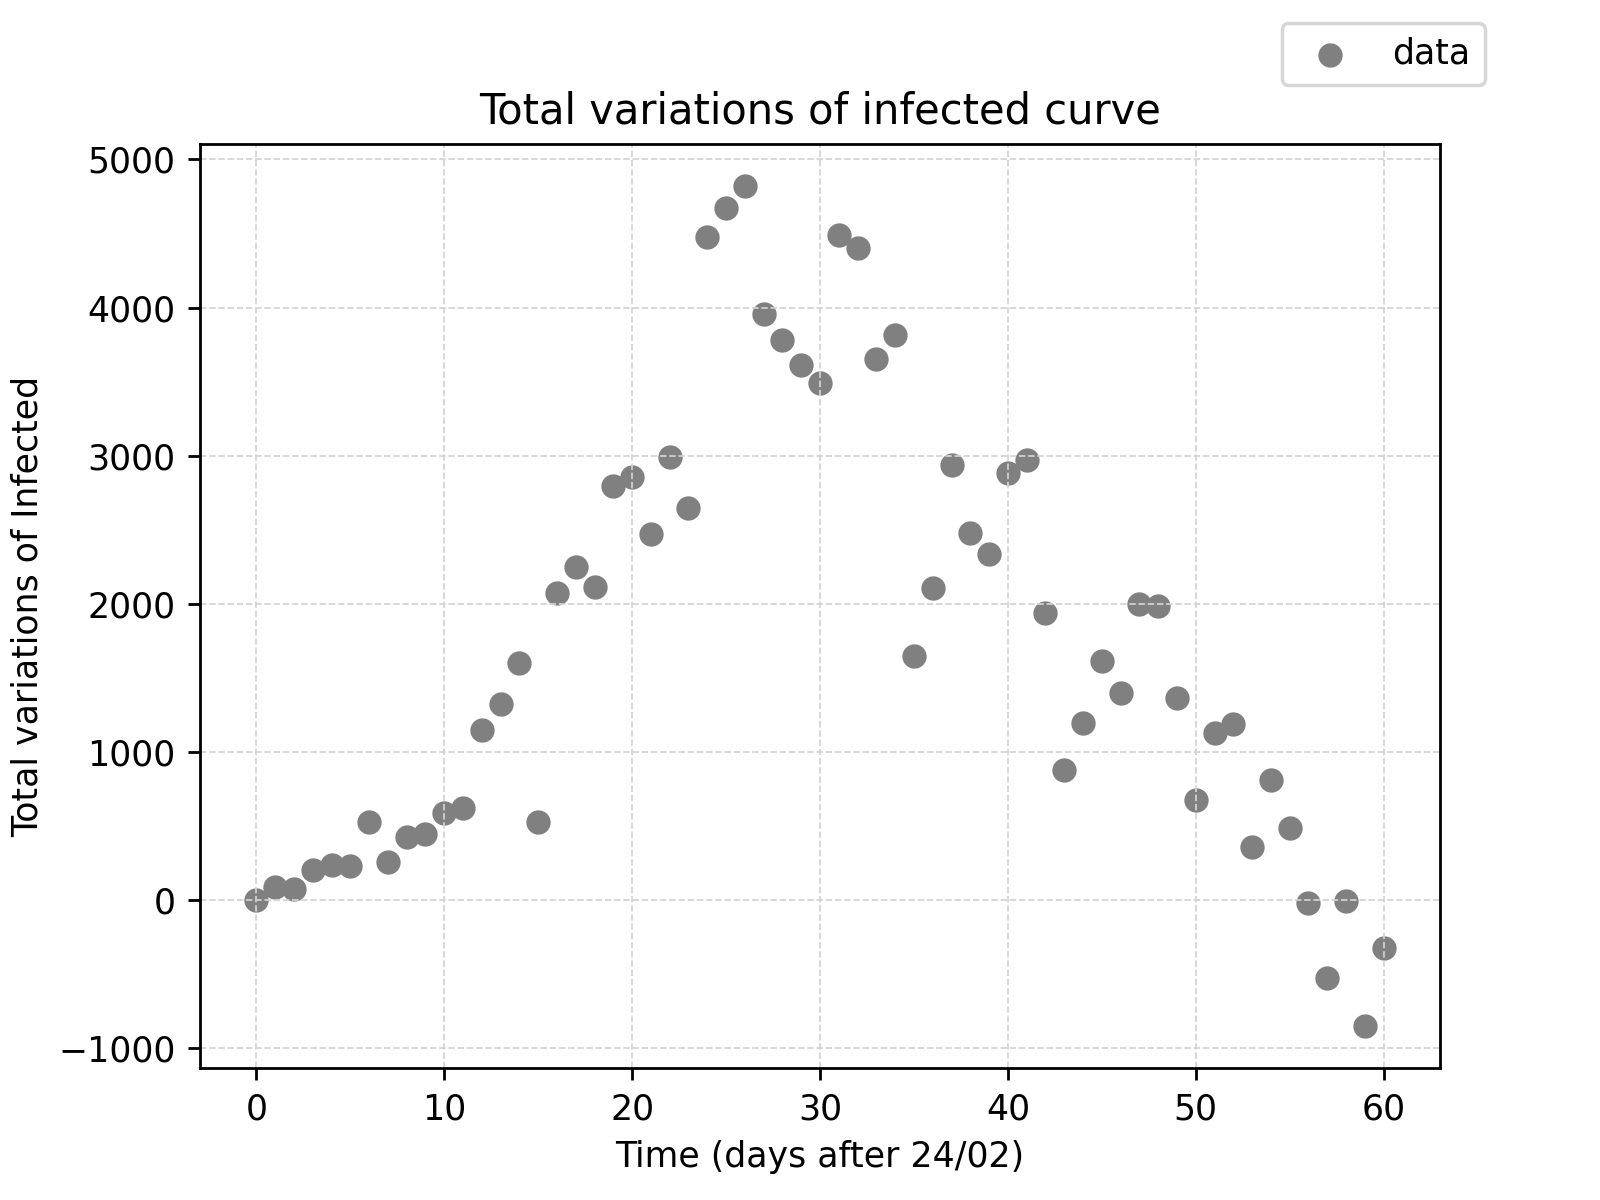 data
Total variations of infected curve
5000
4000
3000
2000
1000
0
−1000
Total variations of Infected
0 10 20 30 40 50 60
Time (days after 24/02)